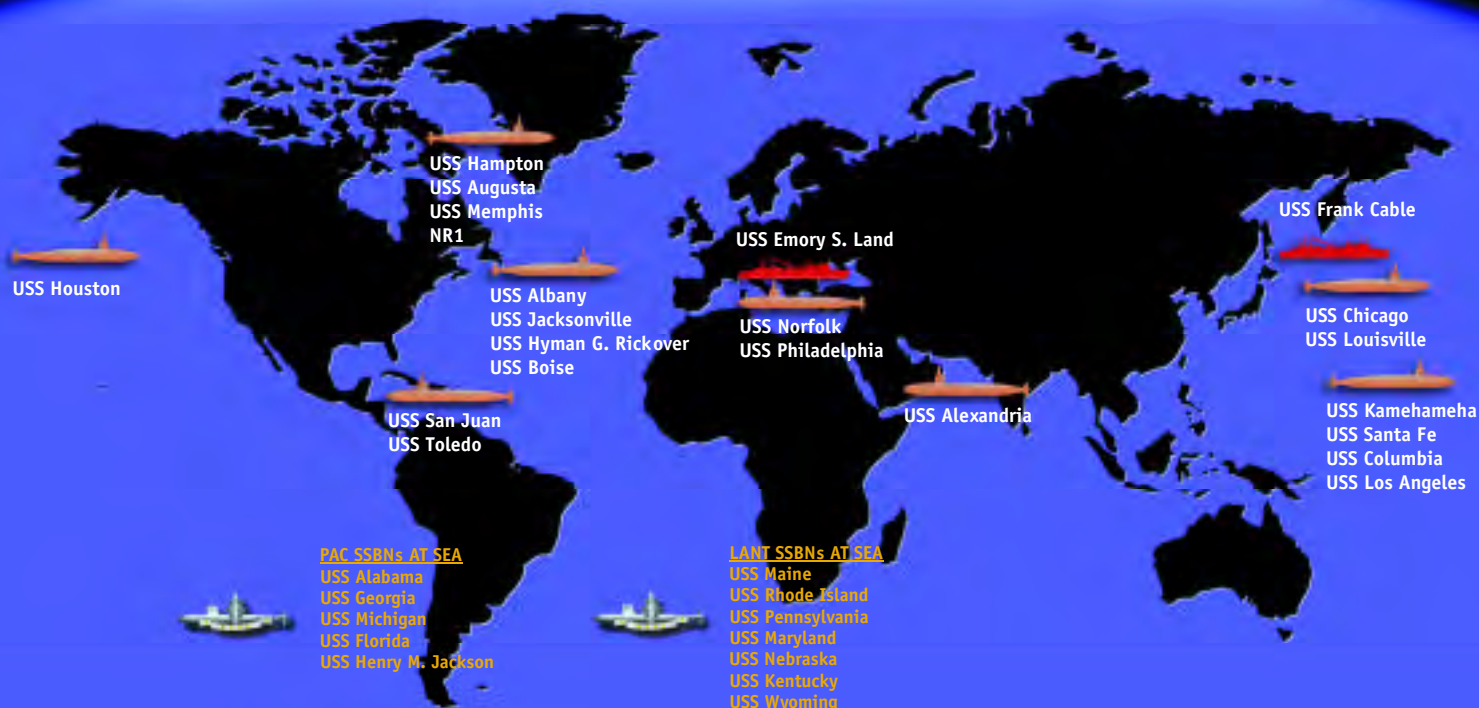 USS Hampton
USS Augusta
USS Memphis
NR1
USS Houston
USS Albany
USS Jacksonville
USS Hyman G. Rickover
USS Boise
USS San Juan
USS Toledo
USS Emory S. Land
USS Norfolk
USS Philadelphia
USS Alexandria
USS Frank Cable
USS Chicago
USS Louisville
USS Kamehameha
USS Santa Fe
USS Columbia
USS Los Angeles
PAC SSBNs AT SEA
USS Alabama
USS Georgia
USS Michigan
USS Florida
USS Henry M. Jackson
LANT SSBNs AT SEA
USS Maine
USS Rhode Island
USS Pennsylvania
USS Maryland
USS Nebraska
USS Kentucky
USS Wyoming